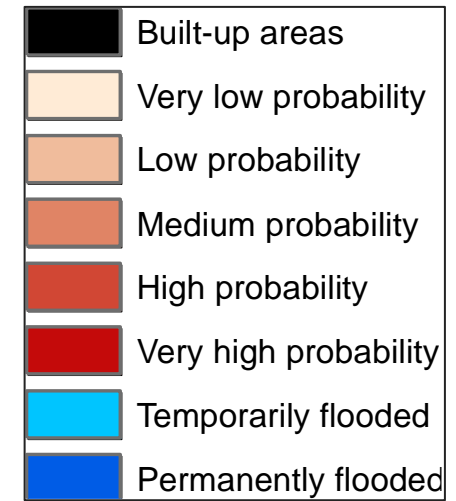 Built-up areas
Very low probability
Low probability
Medium probability
High probability
Very high probability
Temporarily flooded
Permanently flooded